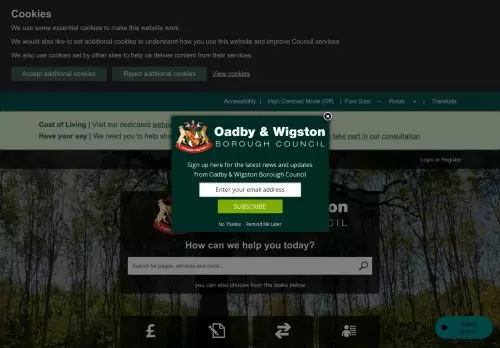 Cookies
We use some essential cookies to make this website work.
We would also like to set additional cookies to understand how you use this website and improve Council services.
We also use cookies set by other sites to help us deliver content from their services.
Accept additional cookies Reject additional cookies View cookies
Accessibility | High Contrast Mode (Off) | Font Size: − Reset + | Translate:
Cost of Living | Visit our dedicated
Have your say | We need you to help take part in our consultation
Login or Register
Oadby & Wigston
BOROUGH COUNCIL
Sign up here for the latest news and updates
from Oadby & Wigston Borough Council
Enter your email address
SUBSCRIBE
No Thanks Remind Me Later
How can we help you today?
Search for pages, services and more...
you can also choose from the tasks below